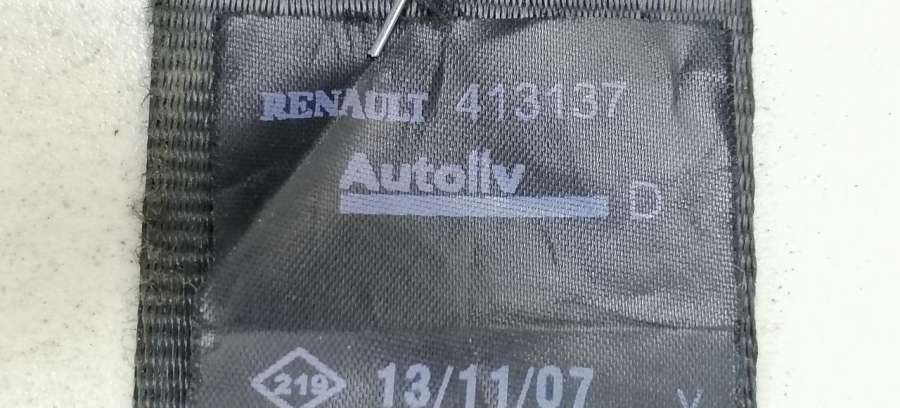 RENAULT 413137
Autoliv
D
219 13/11/07